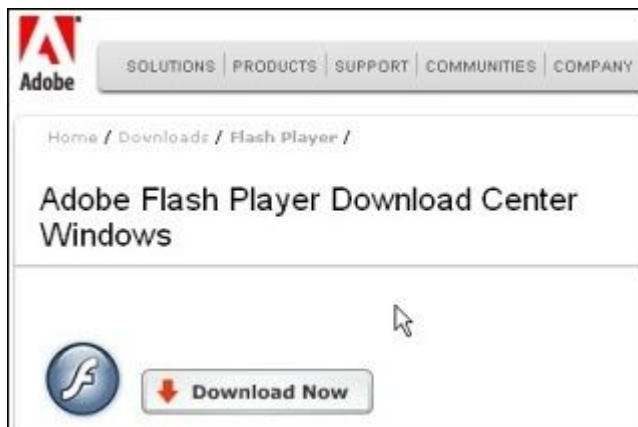 Adobe
SOLUTIONS | PRODUCTS | SUPPORT | COMMUNITIES | COMPANY
Home / Downloads / Flash Player /
Adobe Flash Player Download Center
Windows
Download Now